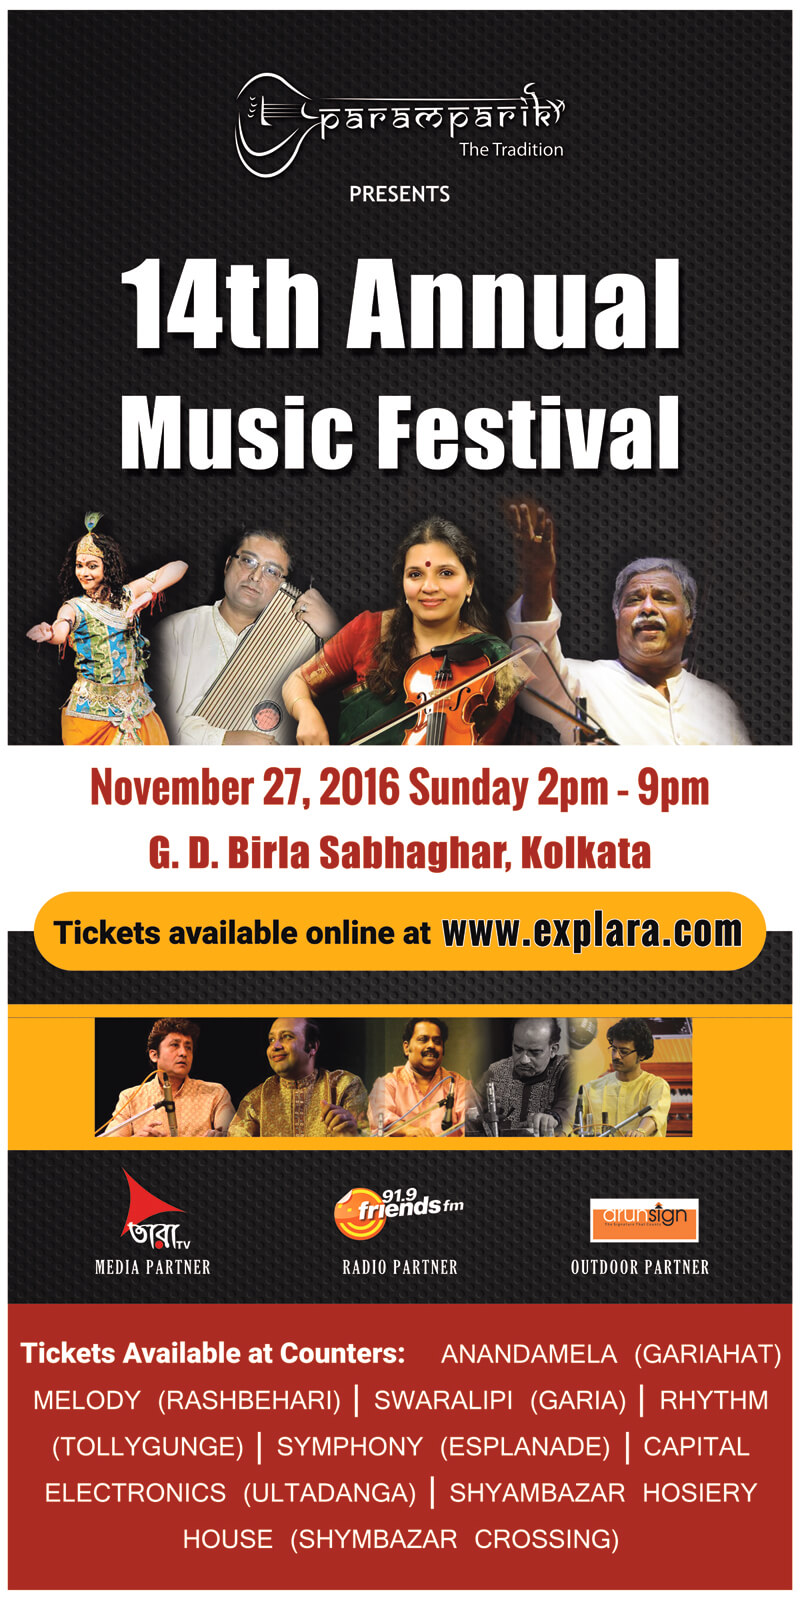 paramparik
The Tradition
PRESENTS
14th Annual
Music Festival
November 27, 2016 Sunday 2pm - 9pm
G. D. Birla Sabhaghar, Kolkata
Tickets available online at www.explara.com
তারা TV
MEDIA PARTNER
91.9
friends fm
RADIO PARTNER
arunsign
OUTDOOR PARTNER
Tickets Available at Counters: ANANDAMELA (GARIAHAT)
MELODY (RASHBEHARI) | SWARALIPI (GARIA) | RHYTHM
(TOLLYGUNGE) | SYMPHONY (ESPLANADE) | CAPITAL
ELECTRONICS (ULTADANGA) | SHYAMBAZAR HOSIERY
HOUSE (SHYMBAZAR CROSSING)